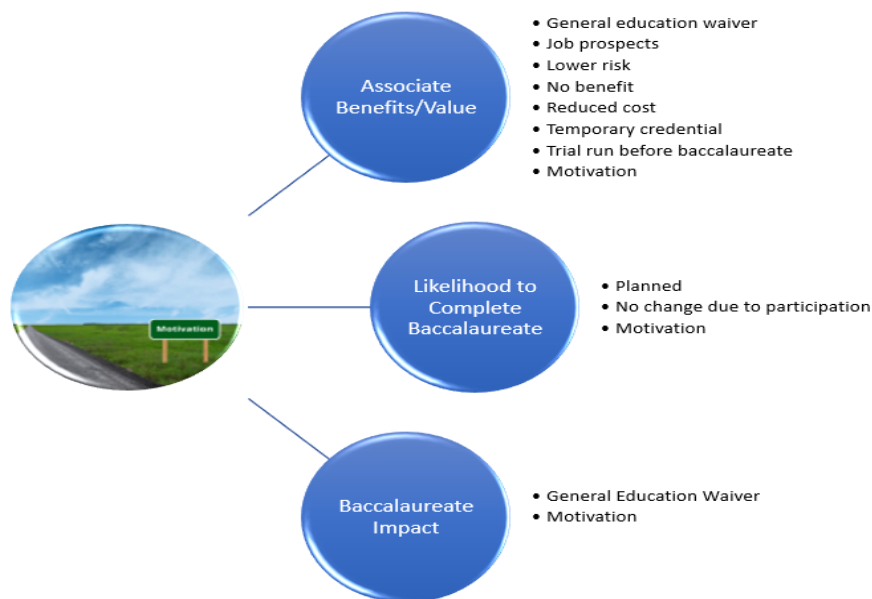 Associate
Benefits/Value
• General education waiver
• Job prospects
• Lower risk
• No benefit
• Reduced cost
• Temporary credential
• Trial run before baccalaureate
• Motivation
Motivation
Likelihood to
Complete
Baccalaureate
• Planned
• No change due to participation
• Motivation
Baccalaureate
Impact
• General Education Waiver
• Motivation